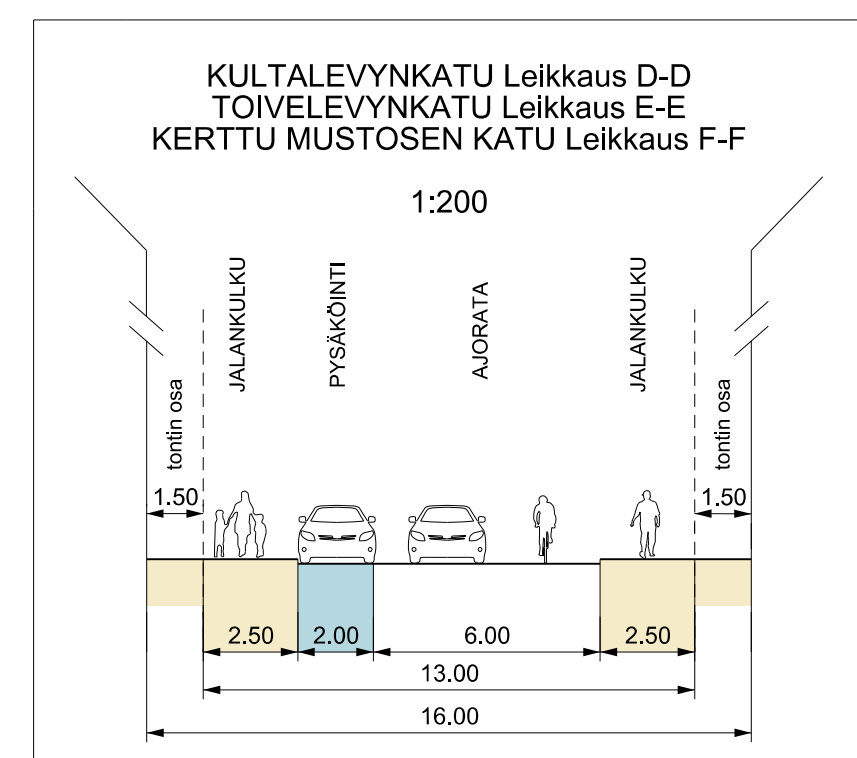 KULTALEVYNKATU Leikkaus D-D
TOIVELEVYNKATU Leikkaus E-E
KERTTU MUSTOSEN KATU Leikkaus F-F
1:200
tontin osa
JALANKULKU
PYSÄKÖINTI
AJORATA
JALANKULKU
tontin osa
1.50
1.50
2.50
2.00
6.00
2.50
13.00
16.00